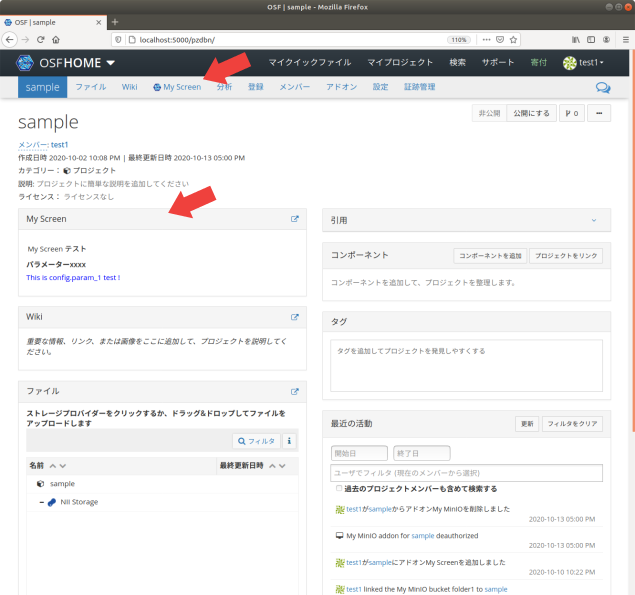 OSF | sample - Mozilla Firefox
OSF | sample × +
localhost:5000/pzdbn/ 110%
OSFHOME マイクイックファイル マイプロジェクト 検索 サポート 寄付 test1
sample ファイル Wiki My Screen 分析 登録 メンバー アドオン 設定 証跡管理
sample
非公開 公開にする 0
メンバー: test1
作成日時 2020-10-02 10:08 PM | 最終更新日時 2020-10-13 05:00 PM
カテゴリー: プロジェクト
説明: プロジェクトに簡単な説明を追加してください
ライセンス: ライセンスなし
My Screen
My Screen テスト
パラメーターxxxx
This is config.param_1 test !
Wiki
重要な情報、リンク、または画像をここに追加して、プロジェクトを説明してく
ださい。
ファイル
ストレージプロバイダーをクリックするか、ドラッグ&ドロップしてファイルを
アップロードします
フィルタ i
名前 最終更新日時
sample
NII Storage
引用
コンポーネント コンポーネントを追加 プロジェクトをリンク
コンポーネントを追加して、プロジェクトを整理します。
タグ
タグを追加してプロジェクトを発見しやすくする
最近の活動 更新 フィルタをクリア
開始日 終了日
ユーザでフィルタ (現在のメンバーから選択)
過去のプロジェクトメンバーも含めて検索する
test1がsampleからアドオンMy MinIOを削除しました
2020-10-13 05:00 PM
My MinIO addon for sample deauthorized
2020-10-13 05:00 PM
test1がsampleにアドオンMy Screenを追加しました
2020-10-10 10:22 PM
test1 linked the My MinIO bucket folder1 to sample